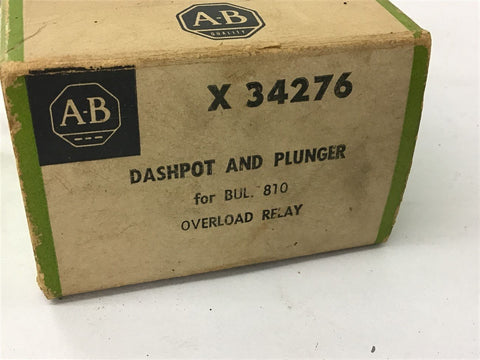 A-B
QUALITY
A-B
X 34276
DASHPOT AND PLUNGER
for BUL. 810
OVERLOAD RELAY